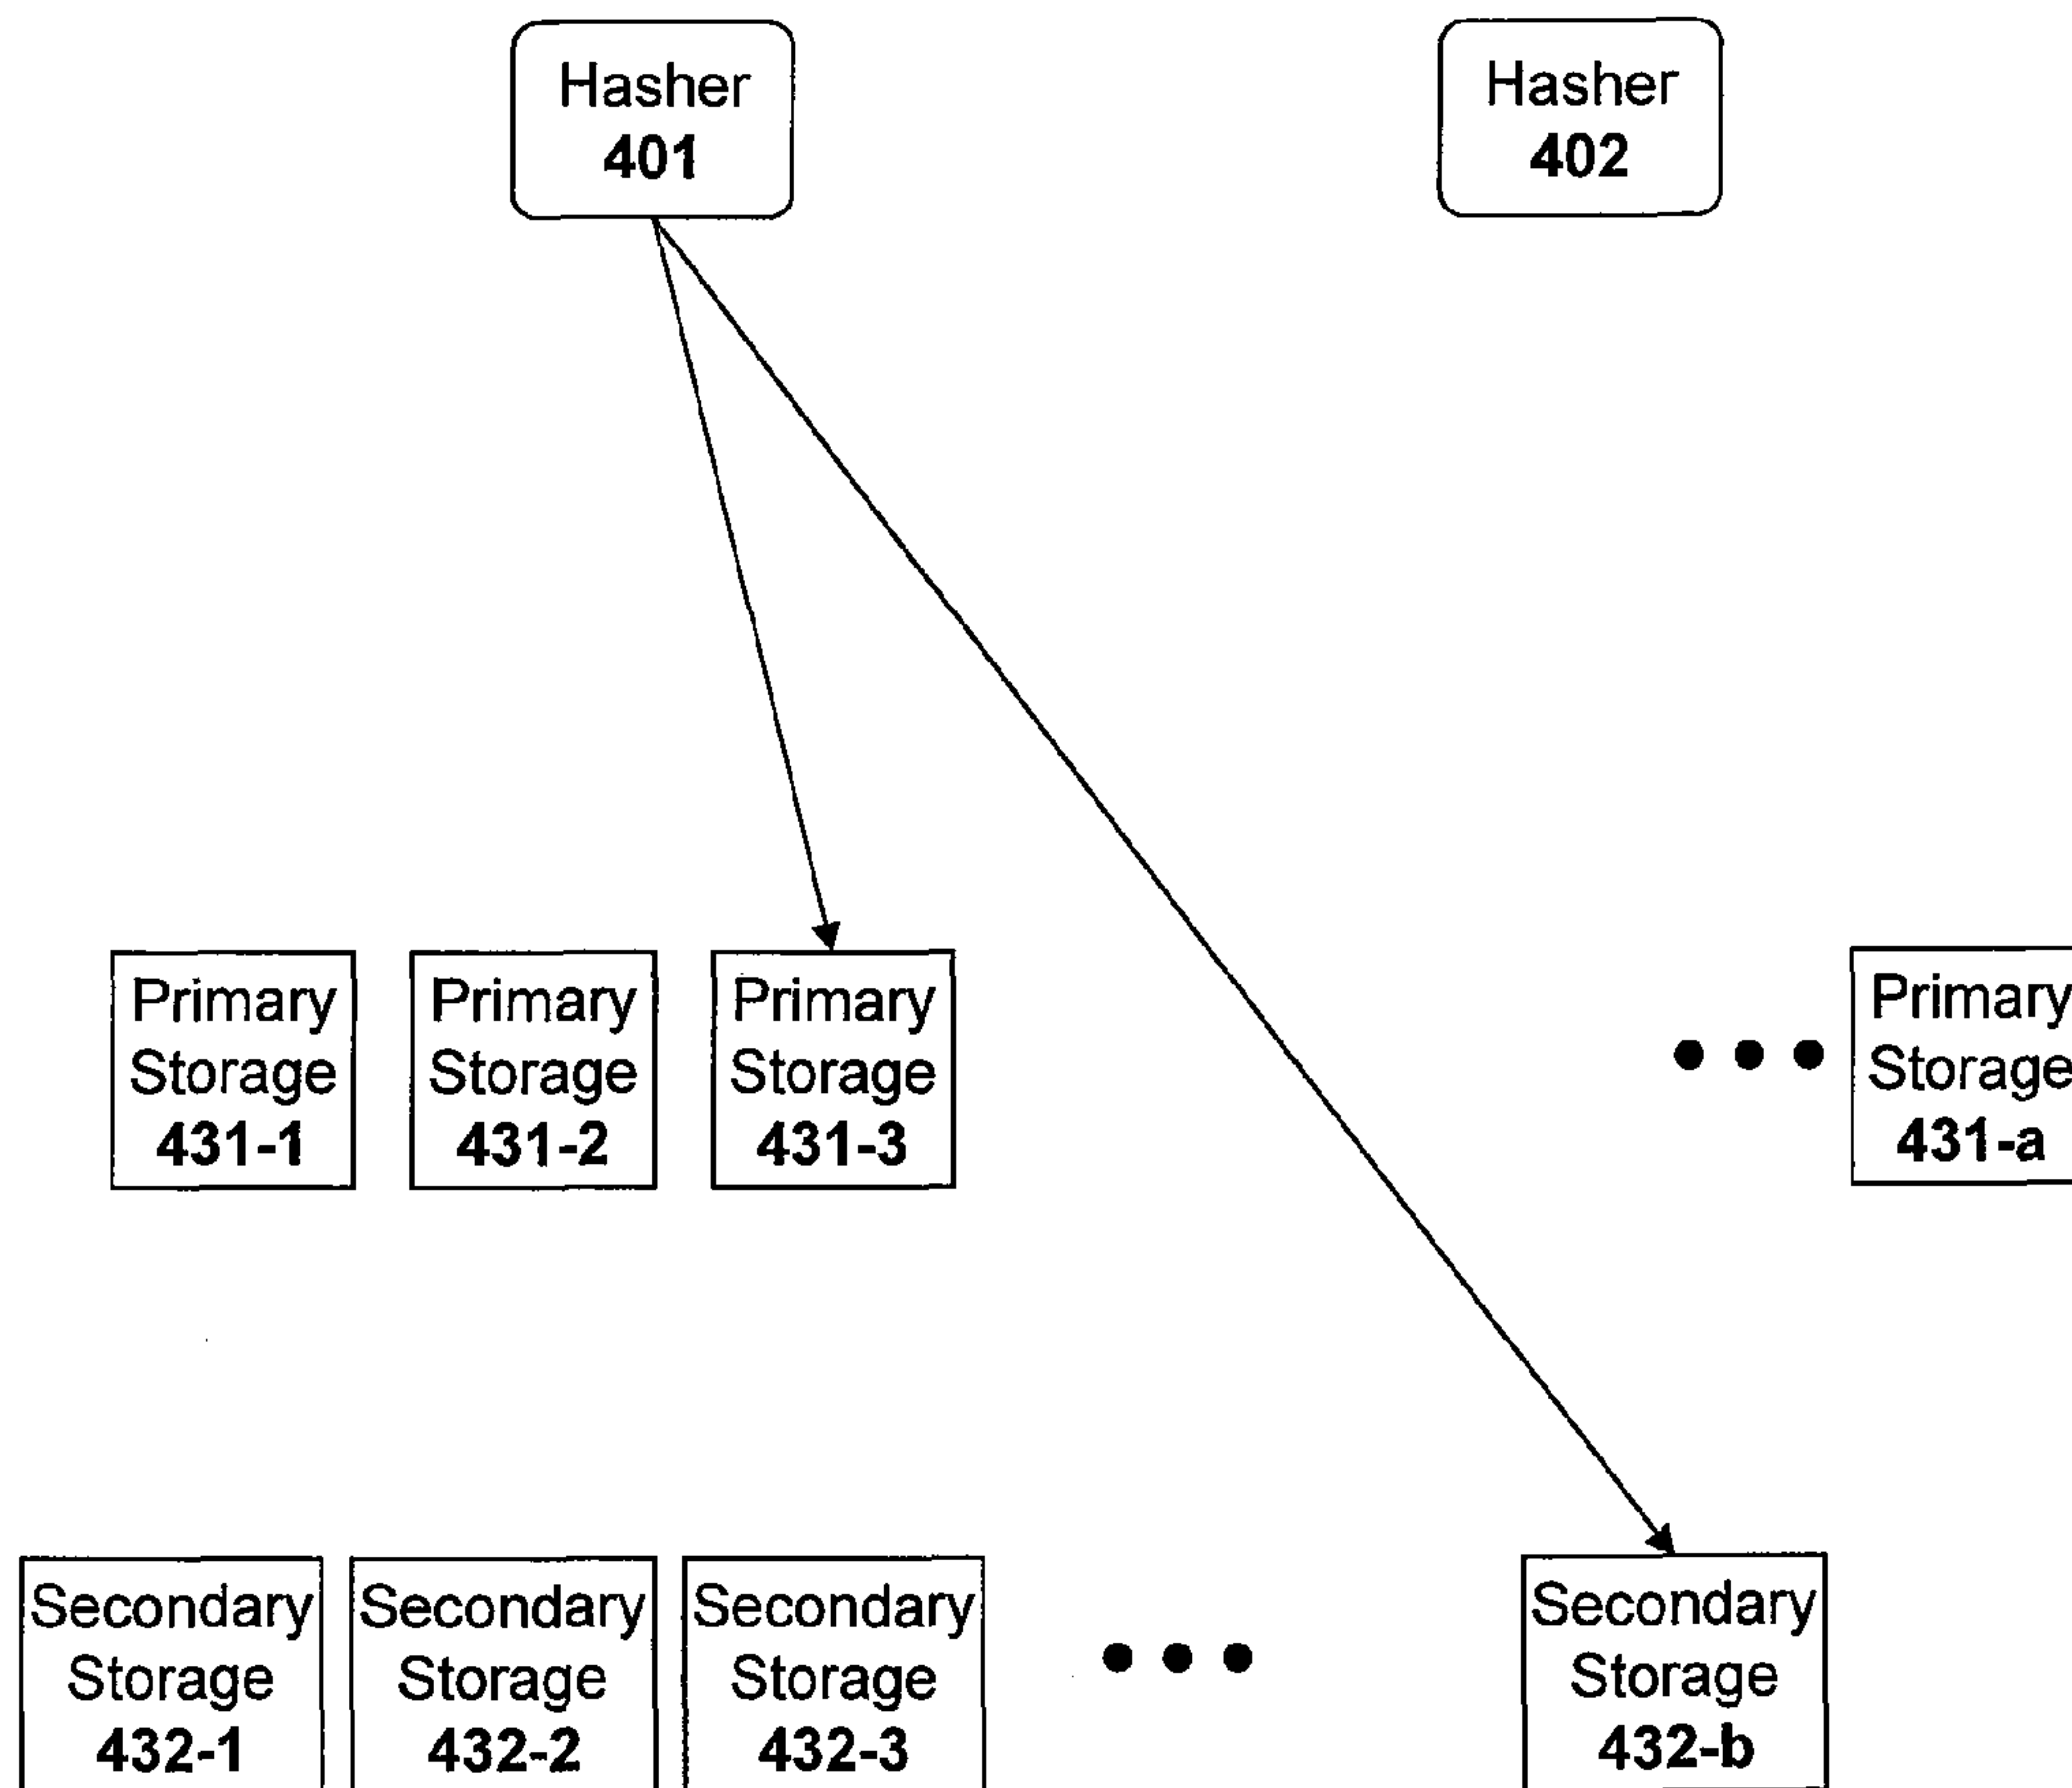 Hasher
401
Hasher
402
Primary
Storage
431-1
Primary
Storage
431-2
Primary
Storage
431-3
Primary
Storage
431-a
Secondary
Storage
432-1
Secondary
Storage
432-2
Secondary
Storage
432-3
Secondary
Storage
432-b